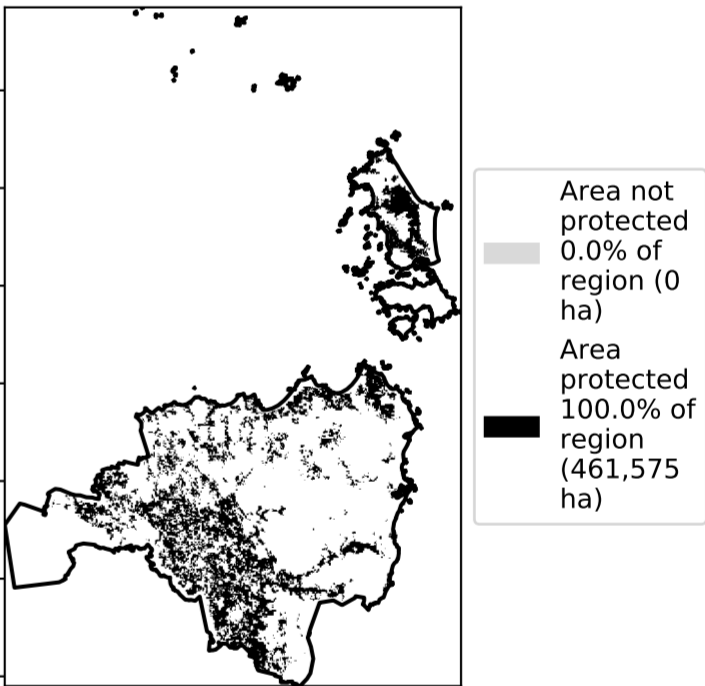 Area not
protected
0.0% of
region (0
ha)
Area
protected
100.0% of
region
(461,575
ha)